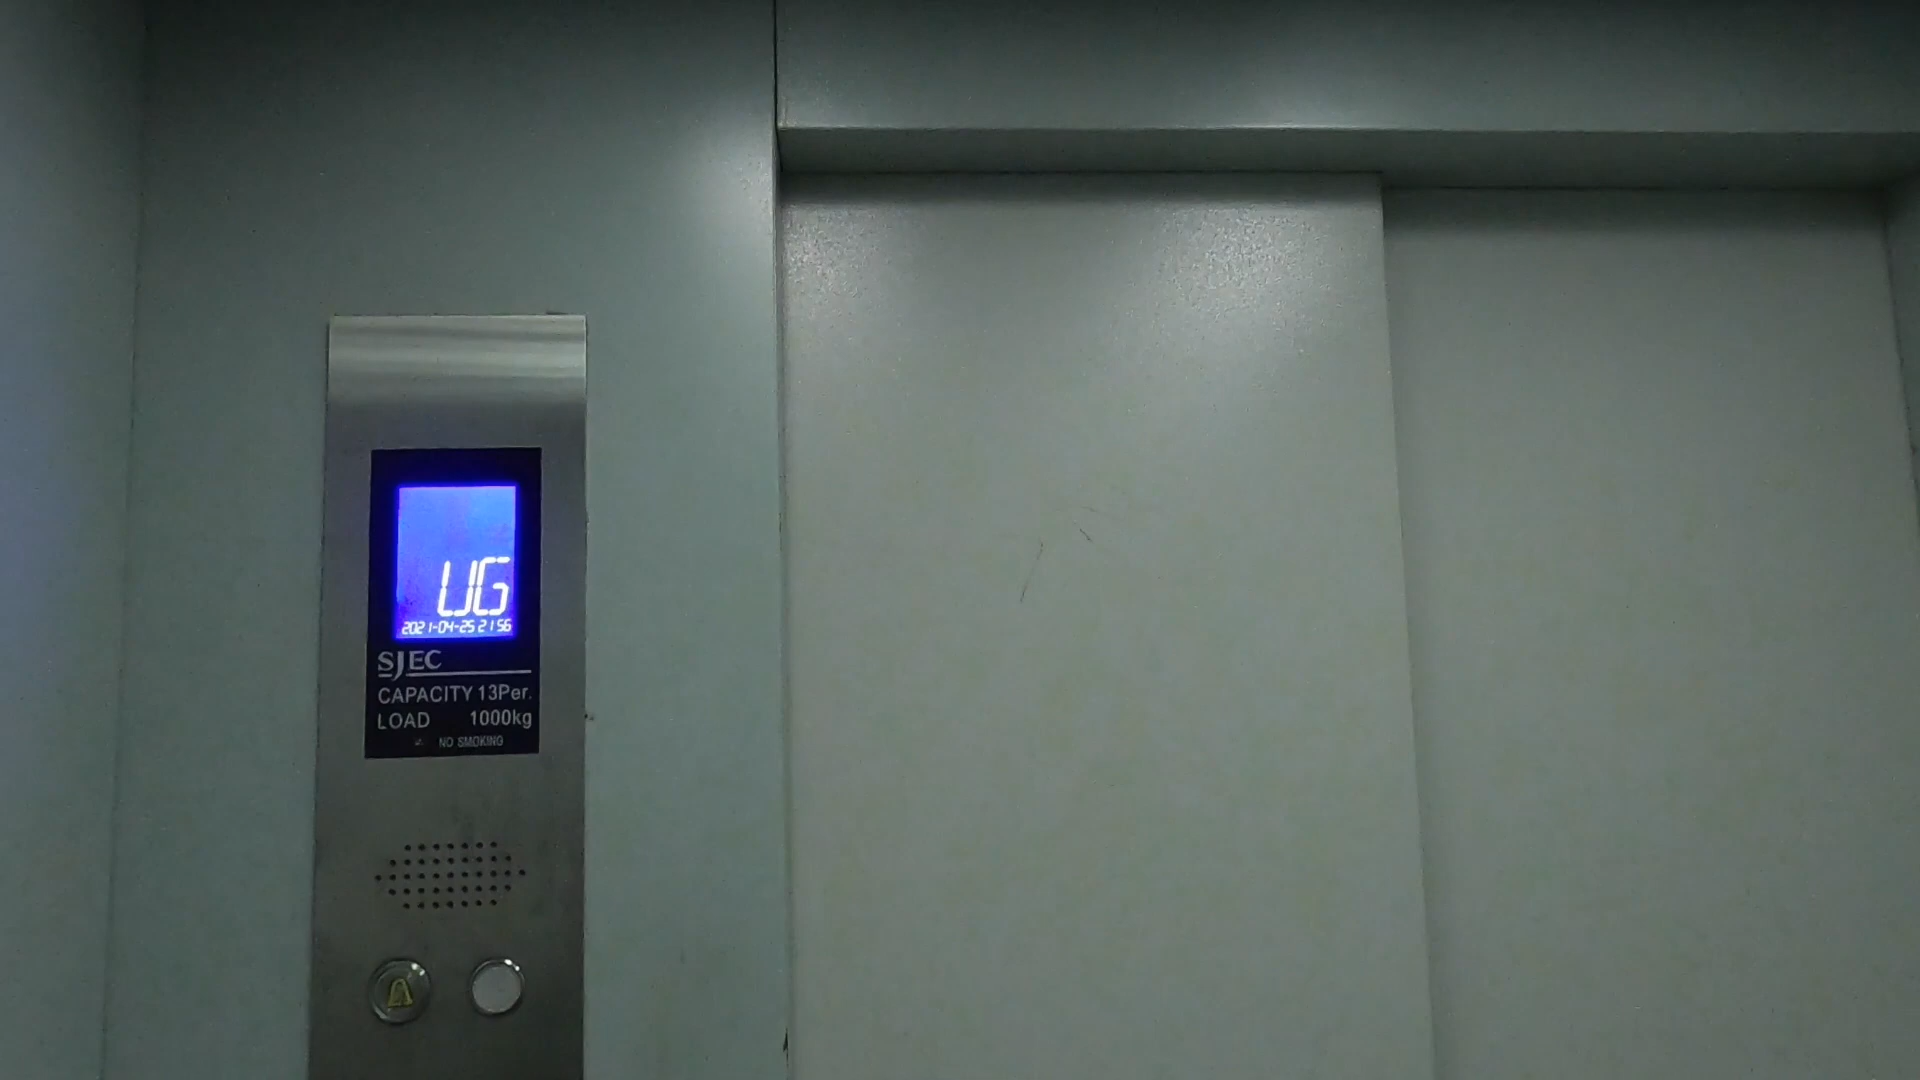 UG
2021-04-25 21 56
SJEC
CAPACITY 13Per.
LOAD 1000kg
NO SMOKING